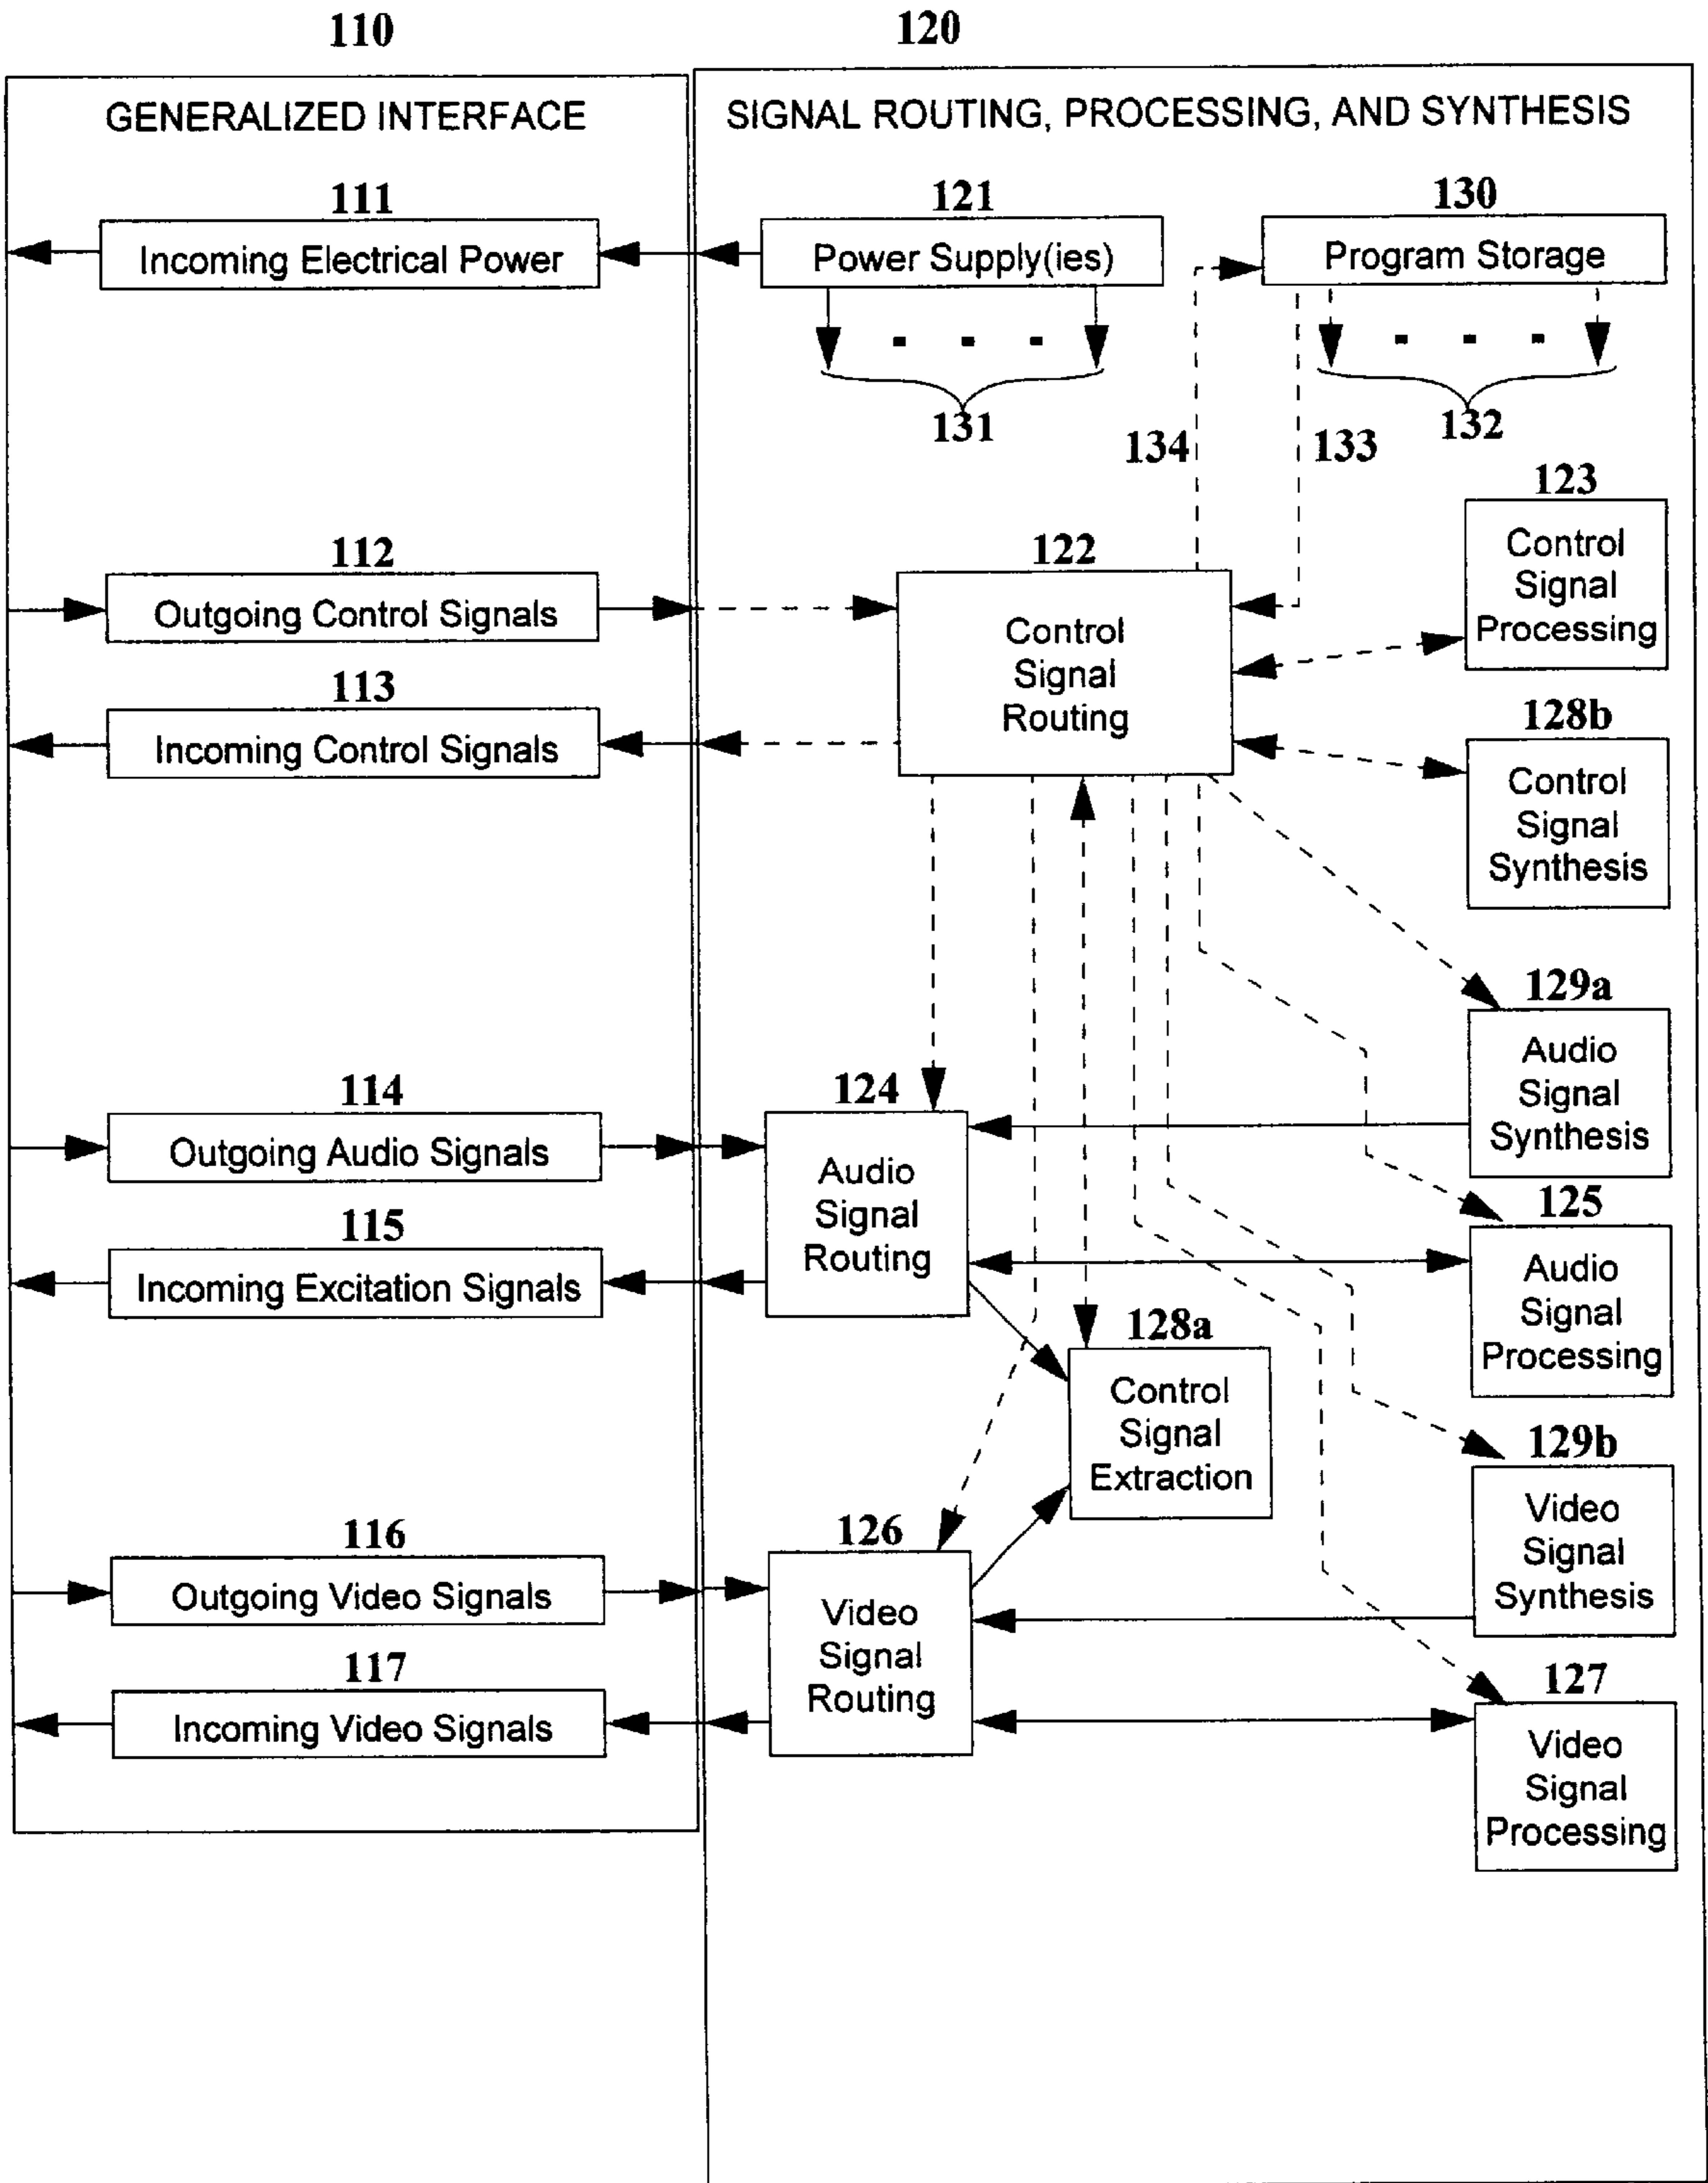 110
120
GENERALIZED INTERFACE
SIGNAL ROUTING, PROCESSING, AND SYNTHESIS
111
Incoming Electrical Power
121
Power Supply(ies)
130
Program Storage
131
132
134
133
123
Control
Signal
Processing
112
Outgoing Control Signals
122
Control
Signal
Routing
113
Incoming Control Signals
128b
Control
Signal
Synthesis
129a
Audio
Signal
Synthesis
114
Outgoing Audio Signals
124
Audio
Signal
Routing
115
Incoming Excitation Signals
125
Audio
Signal
Processing
128a
Control
Signal
Extraction
129b
Video
Signal
Synthesis
116
Outgoing Video Signals
126
Video
Signal
Routing
117
Incoming Video Signals
127
Video
Signal
Processing